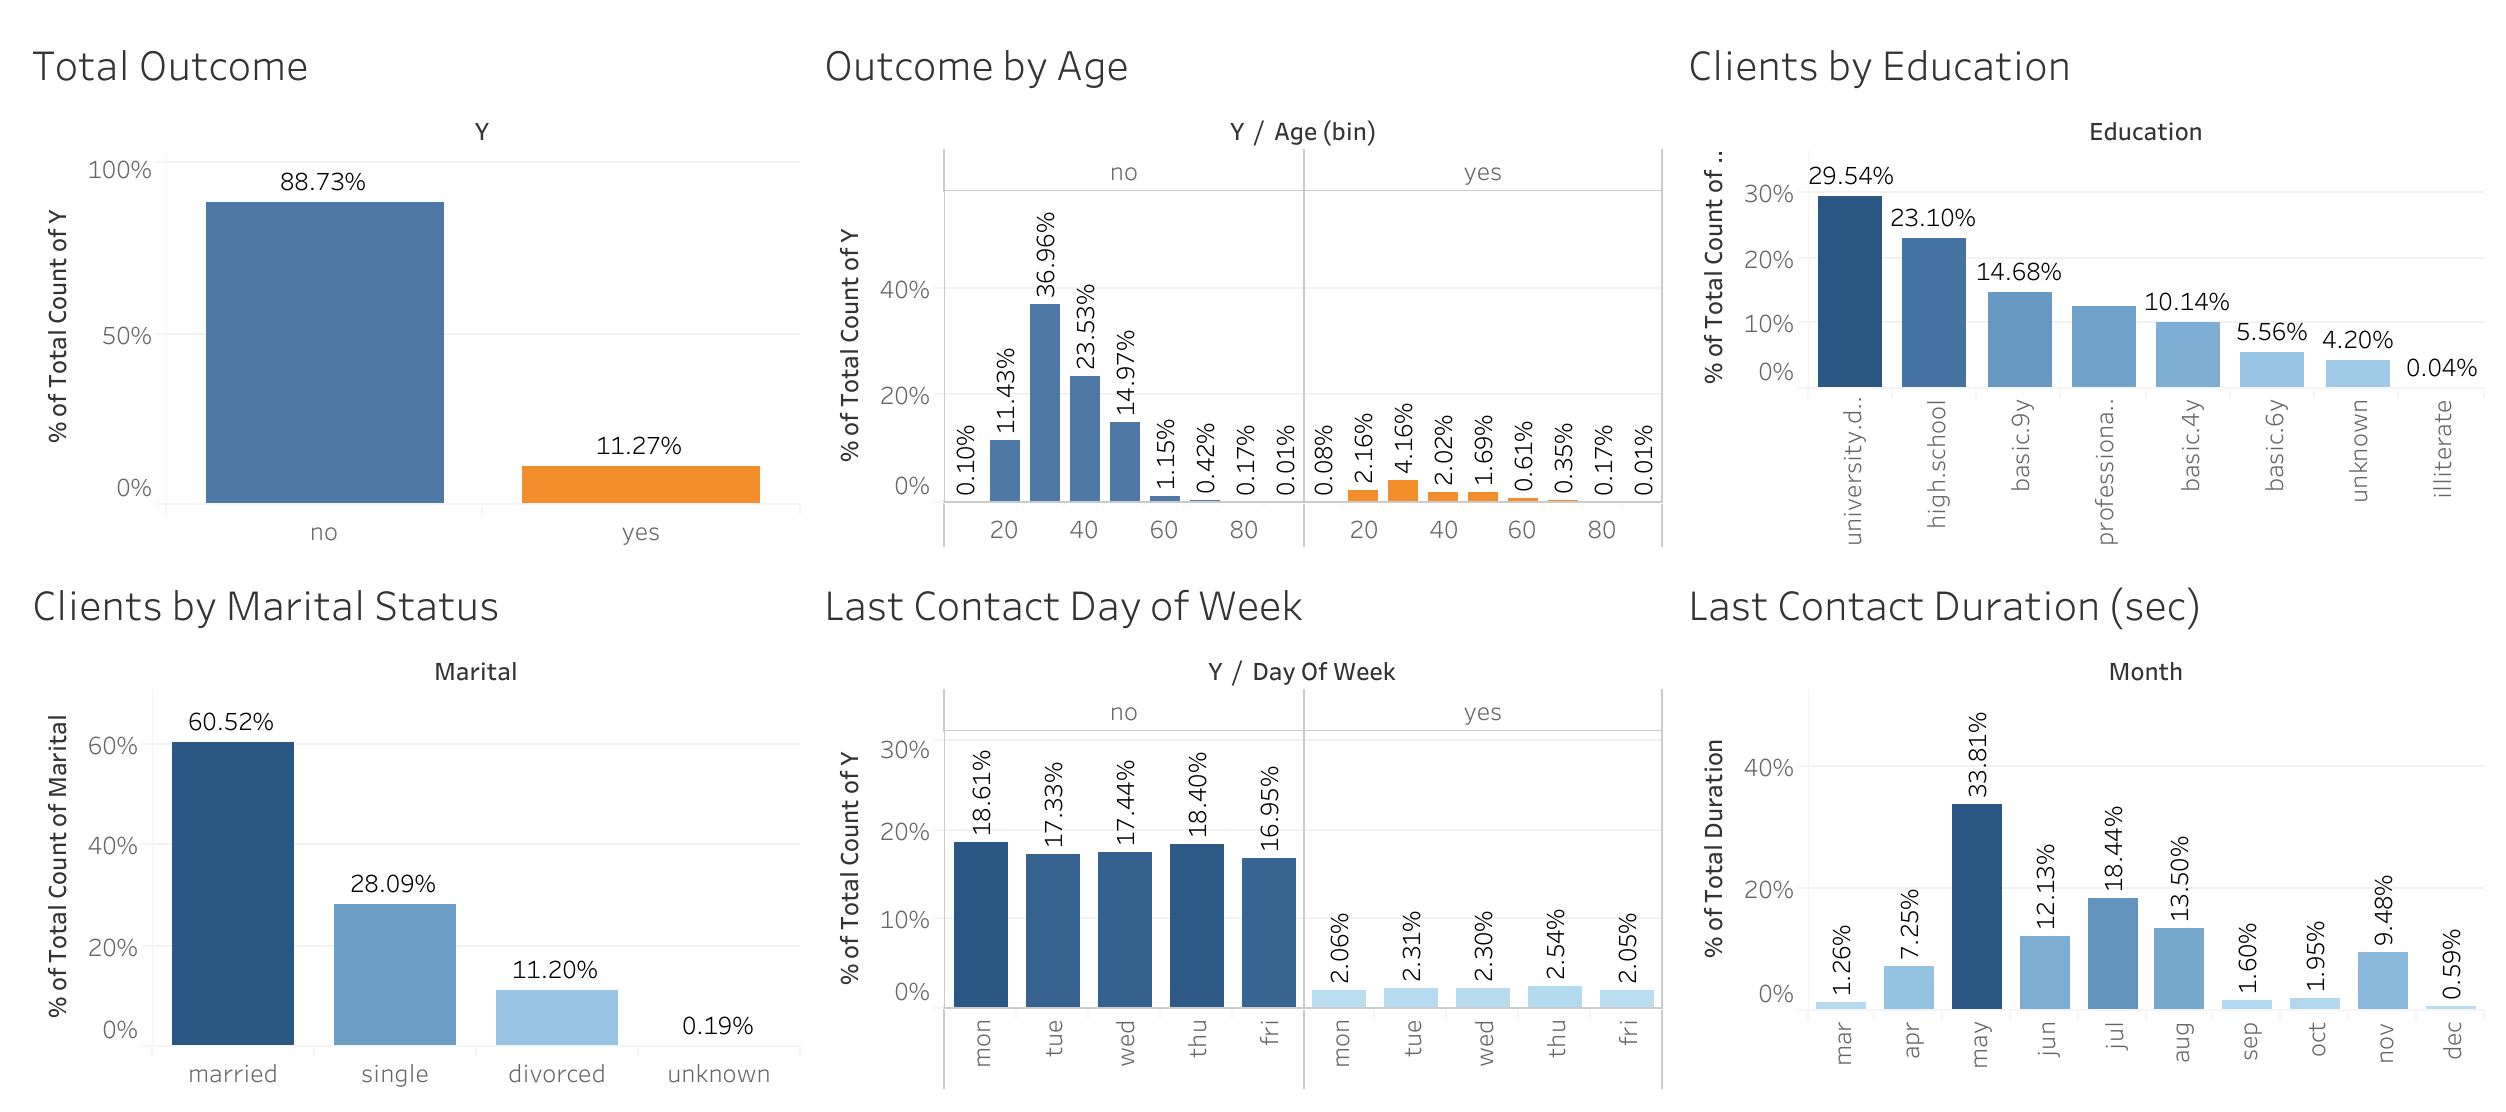 Total Outcome
Y
% of Total Count of Y
100%
50%
0%
88.73%
11.27%
no
yes
Outcome by Age
Y / Age (bin)
no
yes
% of Total Count of Y
40%
20%
0%
0.10%
11.43%
36.96%
23.53%
14.97%
1.15%
0.42%
0.17%
0.01%
0.08%
2.16%
4.16%
2.02%
1.69%
0.61%
0.35%
0.17%
0.01%
20
40
60
80
20
40
60
80
Clients by Education
Education
% of Total Count of ..
30%
20%
10%
0%
29.54%
23.10%
14.68%
10.14%
5.56%
4.20%
0.04%
university.d..
high.school
basic.9y
professiona..
basic.4y
basic.6y
unknown
illiterate
Clients by Marital Status
Marital
% of Total Count of Marital
60%
40%
20%
0%
60.52%
28.09%
11.20%
0.19%
married
single
divorced
unknown
Last Contact Day of Week
Y / Day Of Week
no
yes
% of Total Count of Y
30%
20%
10%
0%
18.61%
17.33%
17.44%
18.40%
16.95%
2.06%
2.31%
2.30%
2.54%
2.05%
mon
tue
wed
thu
fri
mon
tue
wed
thu
fri
Last Contact Duration (sec)
Month
% of Total Duration
40%
20%
0%
1.26%
7.25%
33.81%
12.13%
18.44%
13.50%
1.60%
1.95%
9.48%
0.59%
mar
apr
may
jun
jul
aug
sep
oct
nov
dec